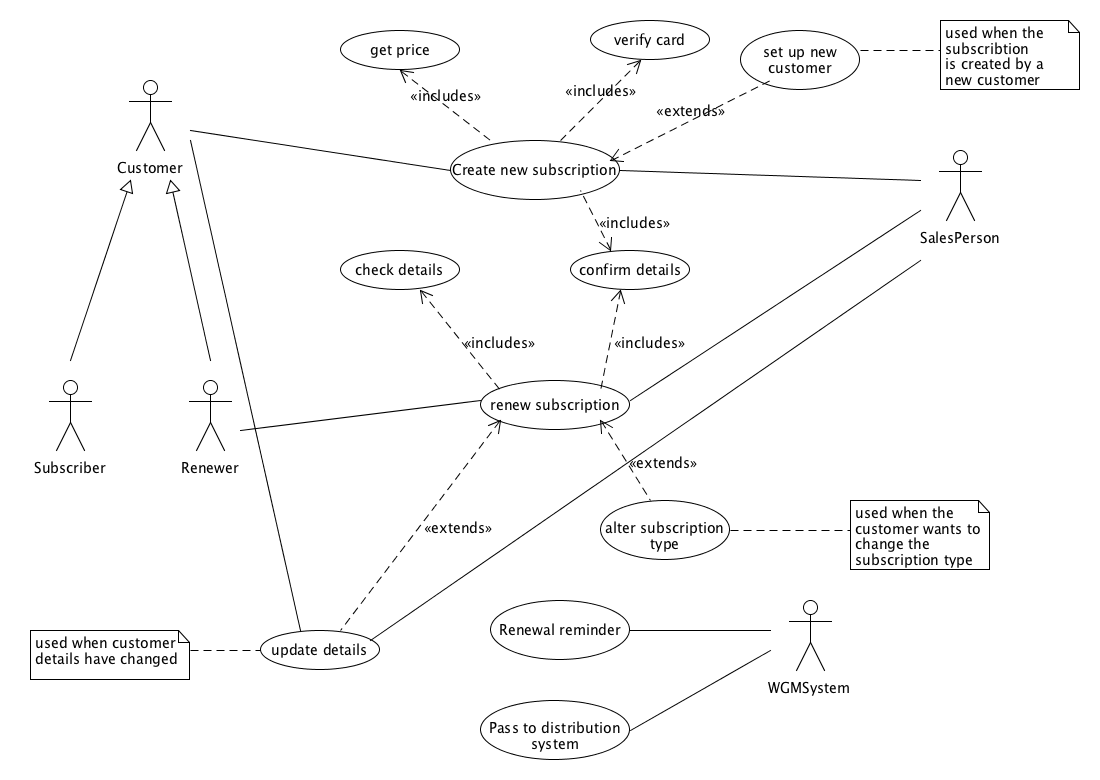 get price
verify card
set up new
customer
used when the
subscribtion
is created by a
new customer
«includes»
«includes»
«extends»
Customer
Create new subscription
SalesPerson
«includes»
check details
confirm details
«includes»
«includes»
renew subscription
Subscriber
Renewer
«extends»
«extends»
alter subscription
type
used when the
customer wants to
change the
subscription type
used when customer
details have changed
update details
Renewal reminder
WGMSystem
Pass to distribution
system